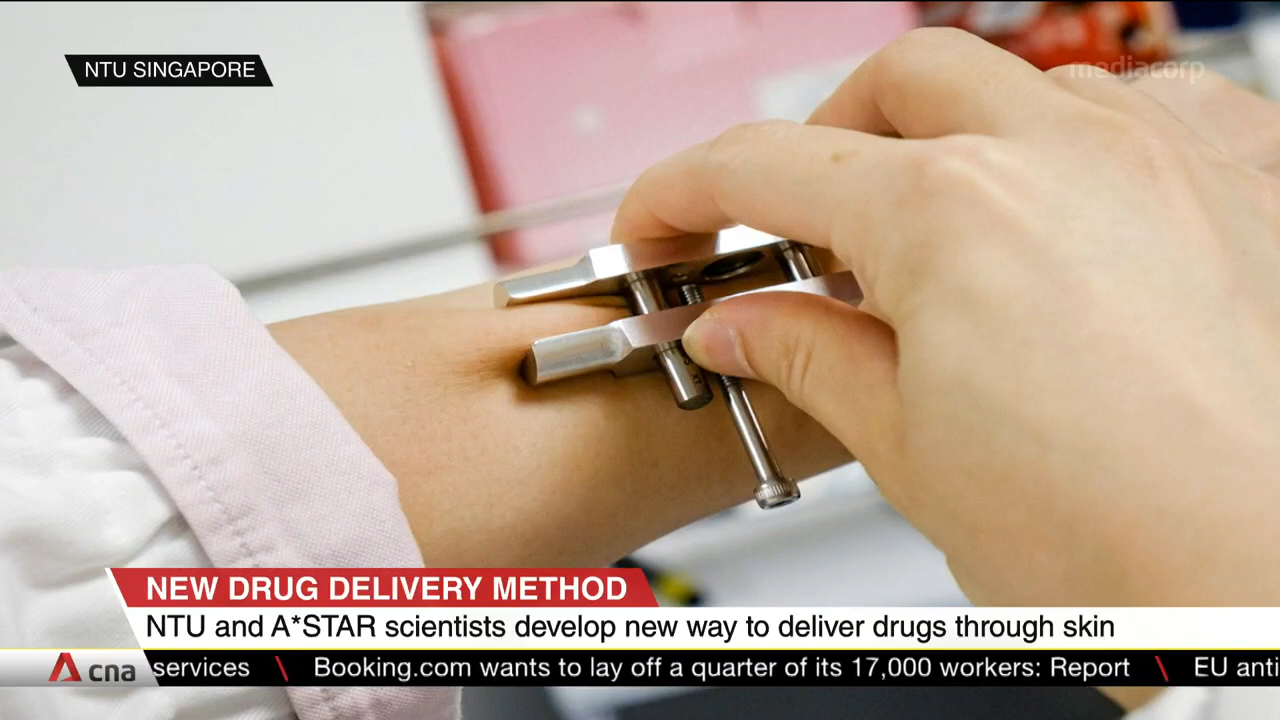 NTU SINGAPORE
mediacorp
NEW DRUG DELIVERY METHOD
NTU and A*STAR scientists develop new way to deliver drugs through skin
cna services \ Booking.com wants to lay off a quarter of its 17,000 workers: Report \ EU anti